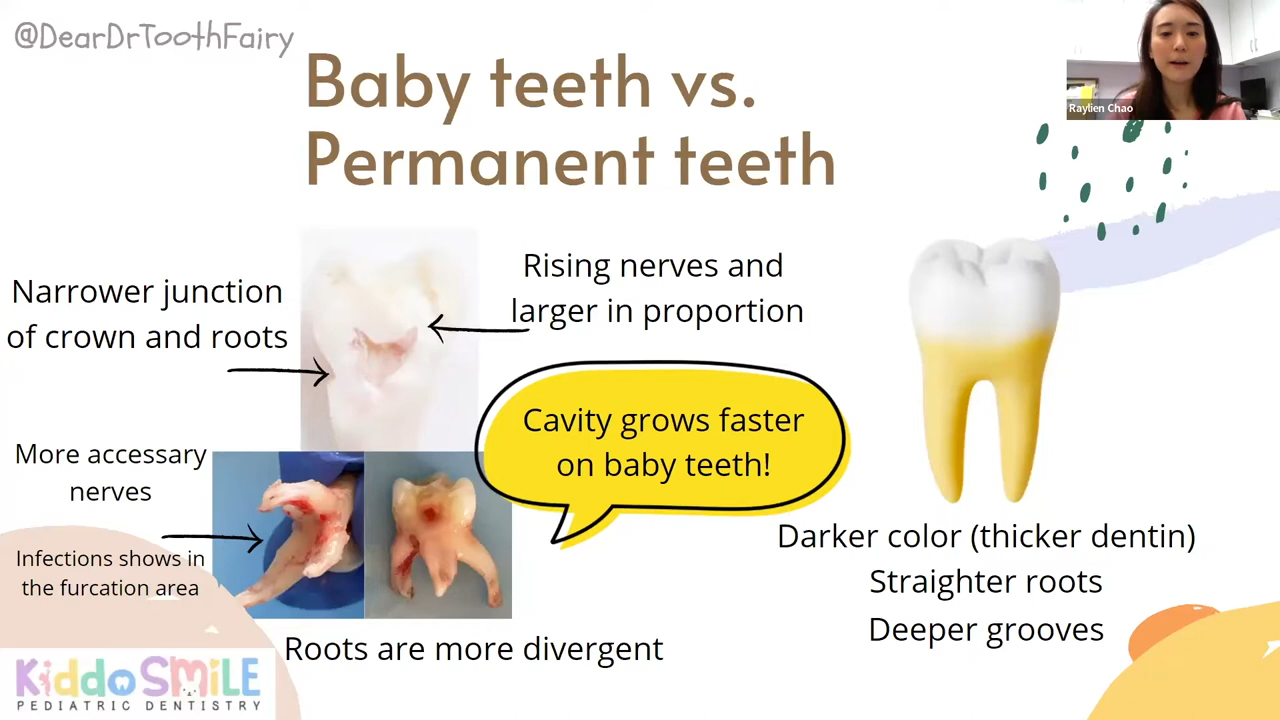 @DearDrToothFairy
Baby teeth vs.
Permanent teeth
Raylien Chao
Narrower junction
of crown and roots
Rising nerves and
larger in proportion
Cavity grows faster
on baby teeth!
More accessary
nerves
Infections shows in
the furcation area
Roots are more divergent
Darker color (thicker dentin)
Straighter roots
Deeper grooves
KiddoSMiLE
PEDIATRIC DENTISTRY